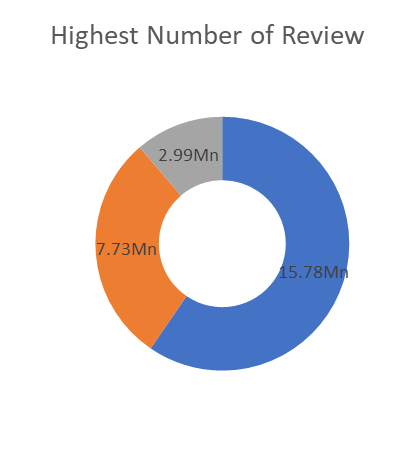 Highest Number of Review
2.99Mn
7.73Mn
15.78Mn